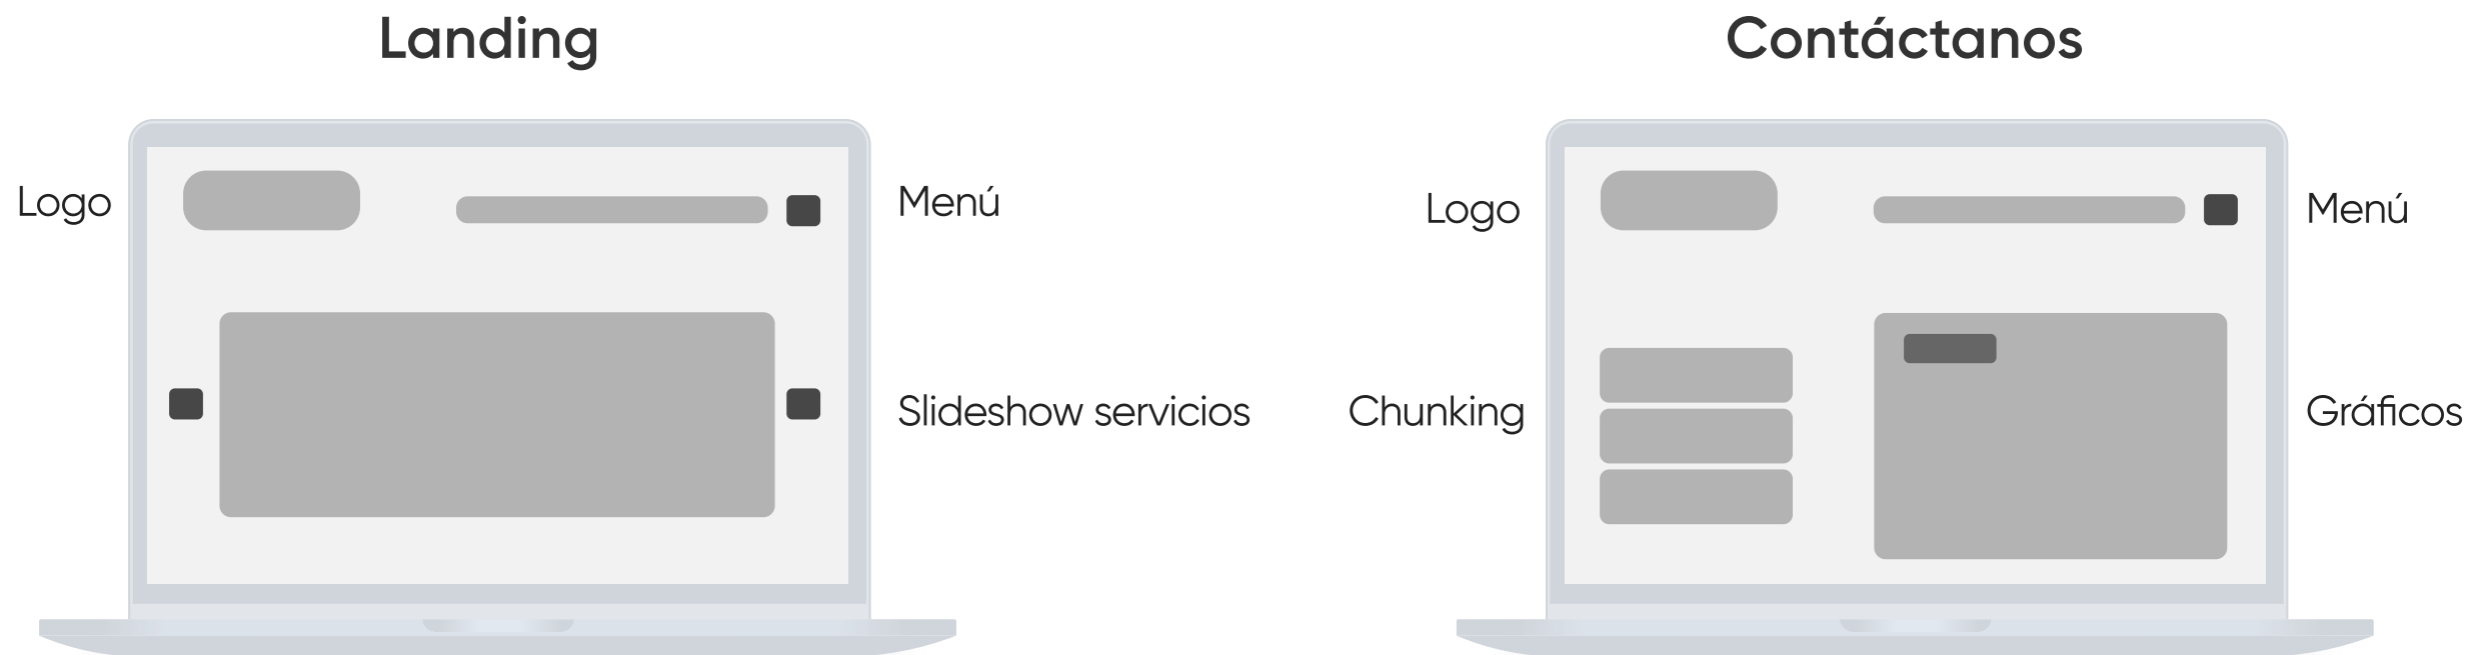 Landing
Logo
Menú
Slideshow servicios
Contáctanos
Logo
Menú
Chunking
Gráficos